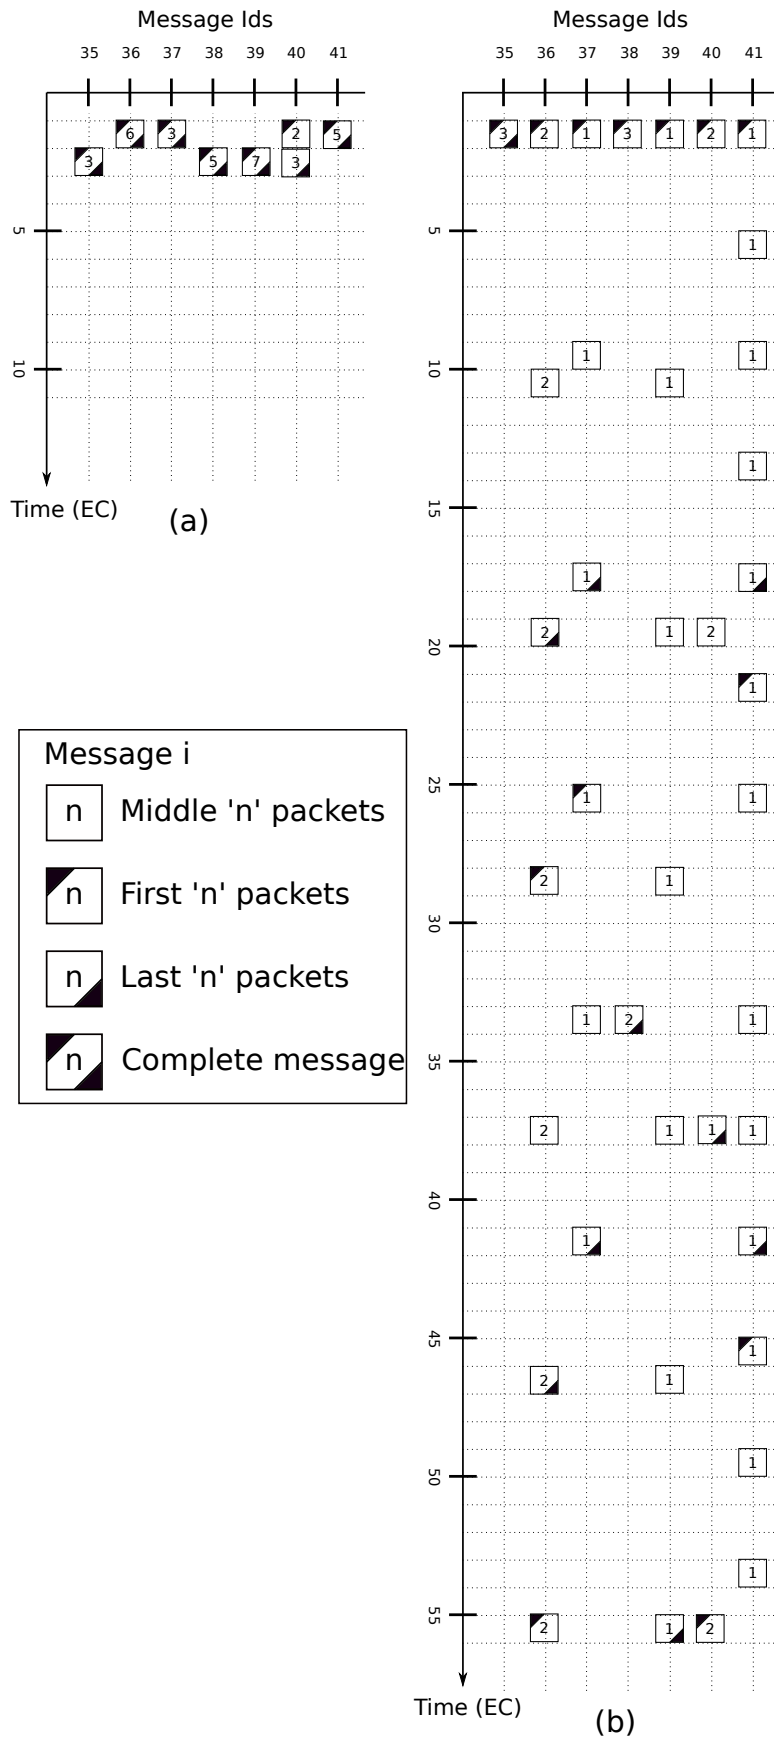 Message Ids
35 36 37 38 39 40 41
6 3 2 5
3 5 7 3
5
10
Time (EC)
(a)
Message i
n Middle 'n' packets
n First 'n' packets
n Last 'n' packets
n Complete message
Message Ids
35 36 37 38 39 40 41
3 2 1 3 1 2 1
5
1
1 1
10
2 1
1
15
1 1
2 1 2
20
1
25
1 1
2 1
30
1 2 1
35
2 1 1 1
40
1 1
45
1
2 1
1
50
1
55
2 1 2
Time (EC)
(b)